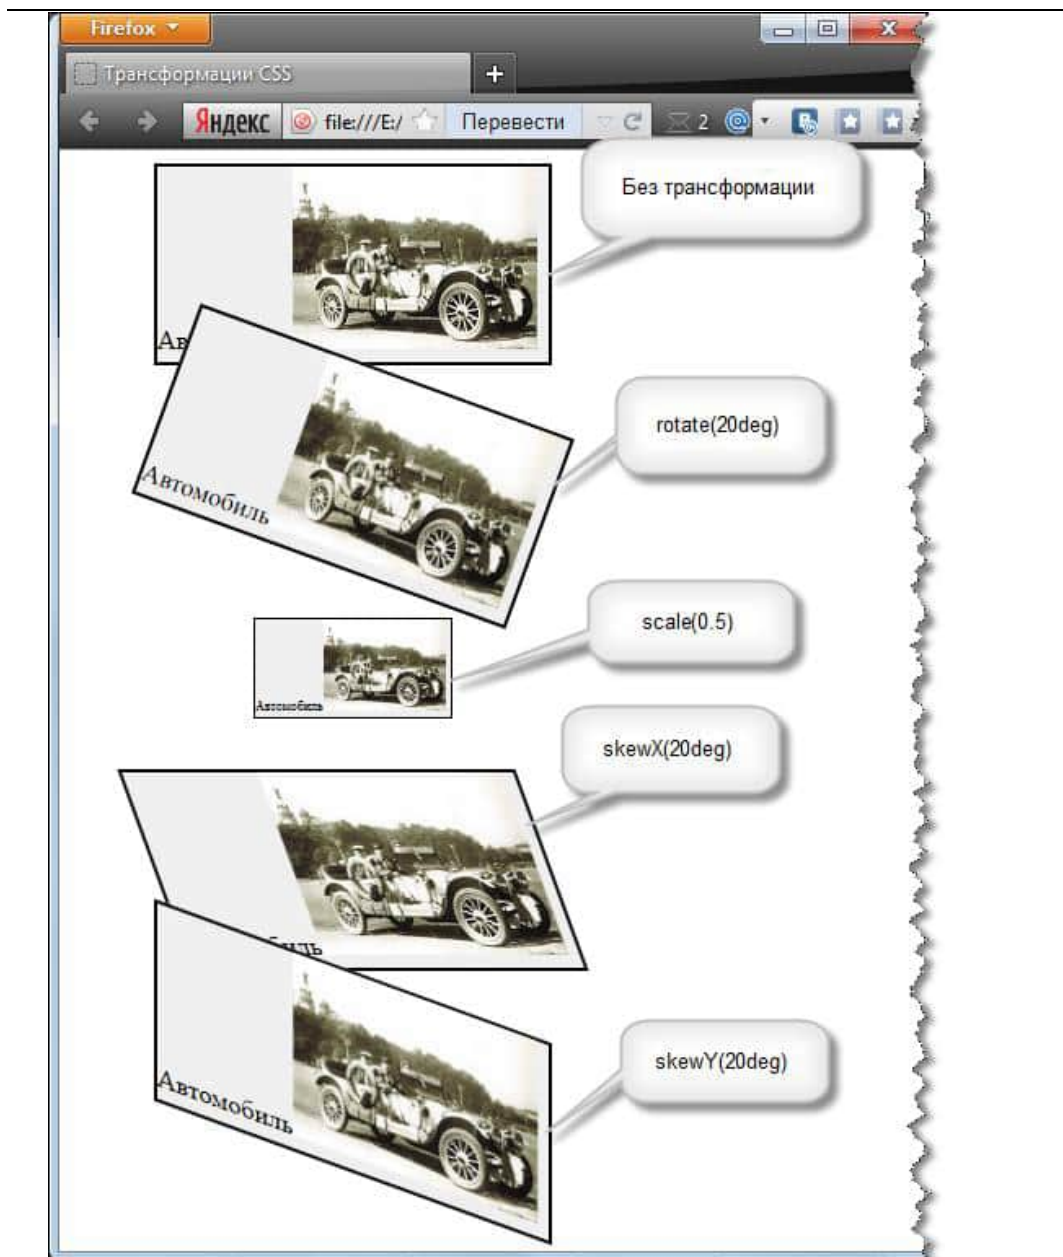 Firefox
Трансформации CSS
Яндекс file:///E:/ Перевести 2
Без трансформации
Ав
rotate(20deg)
Автомобиль
scale(0.5)
Автомобиль
skewX(20deg)
биль
skewY(20deg)
Автомобиль